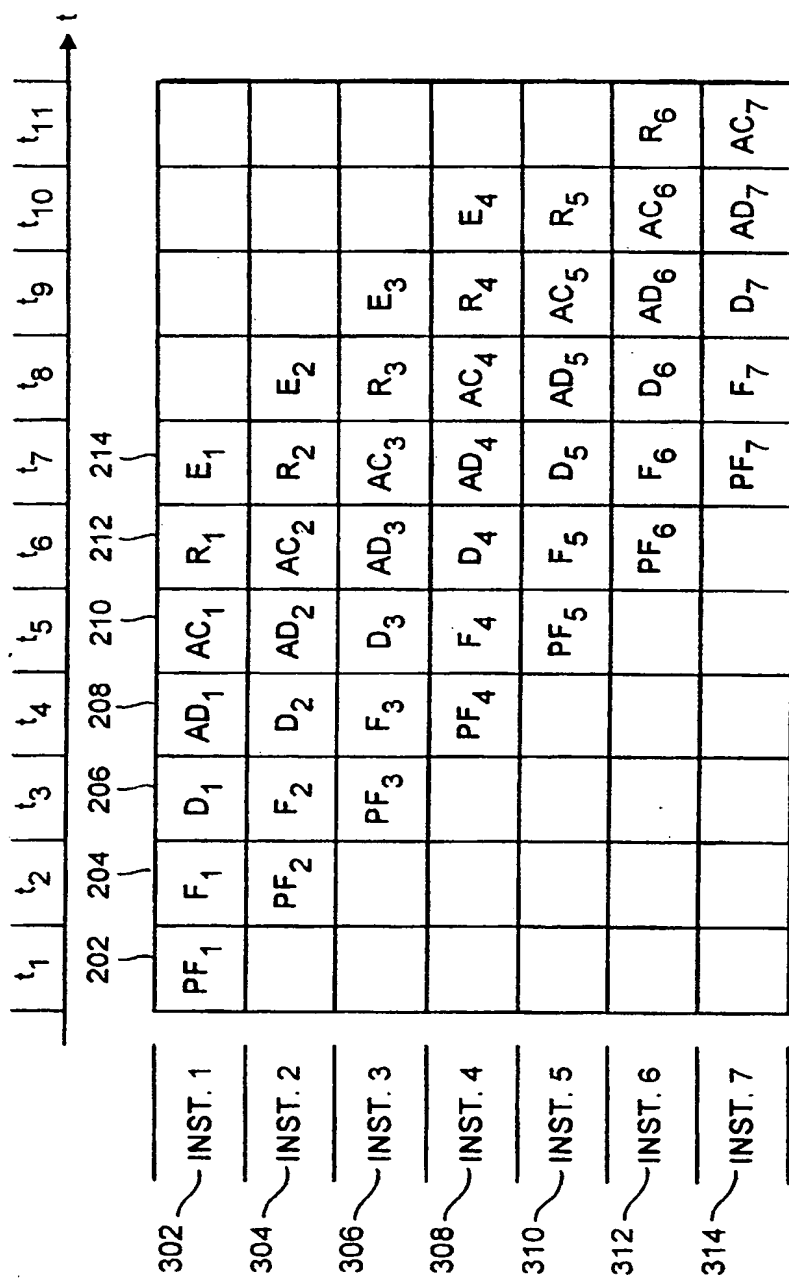 t₁ t₂ t₃ t₄ t₅ t₆ t₇ t₈ t₉ t₁₀ t₁₁ t
202 204 206 208 210 212 214
302 INST. 1 PF₁ F₁ D₁ AD₁ AC₁ R₁ E₁
304 INST. 2 PF₂ F₂ D₂ AD₂ AC₂ R₂ E₂
306 INST. 3 PF₃ F₃ D₃ AD₃ AC₃ R₃ E₃
308 INST. 4 PF₄ F₄ D₄ AD₄ AC₄ R₄ E₄
310 INST. 5 PF₅ F₅ D₅ AD₅ AC₅ R₅
312 INST. 6 PF₆ F₆ D₆ AD₆ AC₆ R₆
314 INST. 7 PF₇ F₇ D₇ AD₇ AC₇